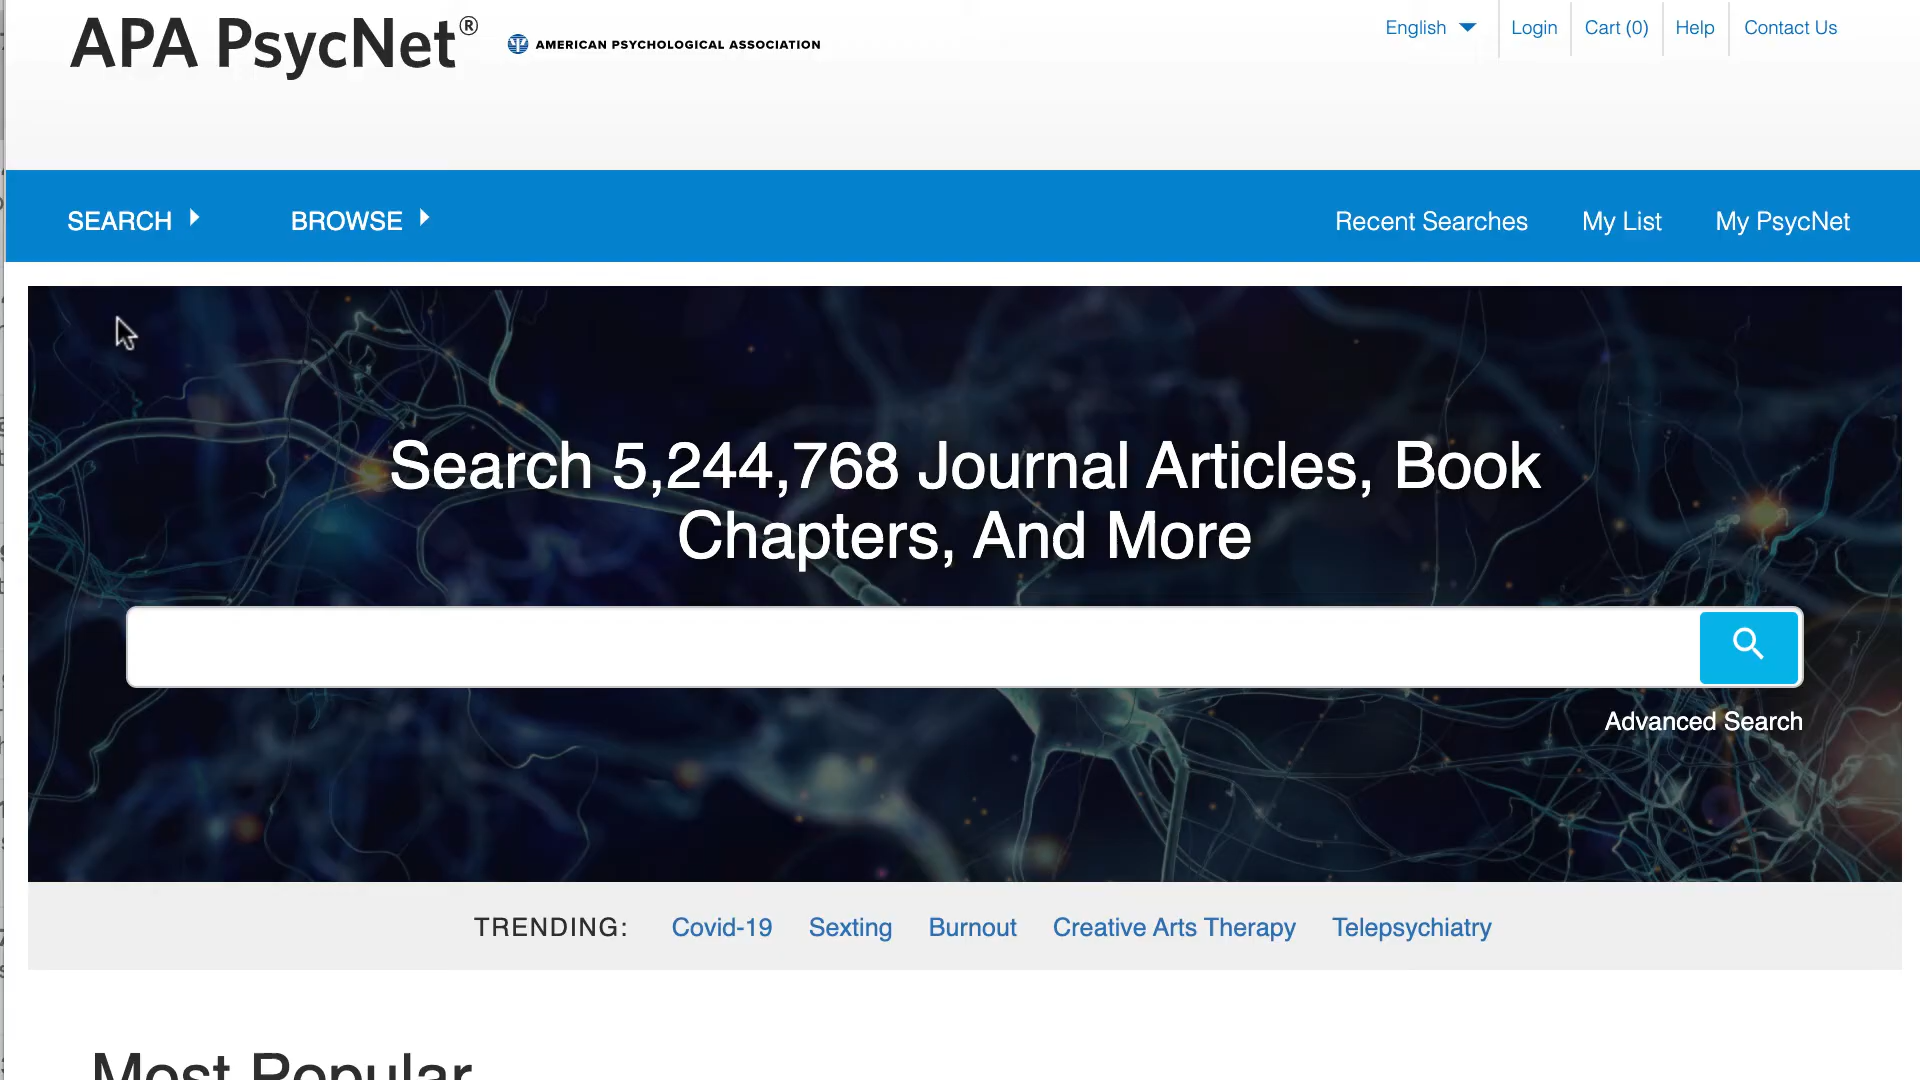 APA PsycNet®
AMERICAN PSYCHOLOGICAL ASSOCIATION
English
Login
Cart (0)
Help
Contact Us
SEARCH
BROWSE
Recent Searches
My List
My PsycNet
Search 5,244,768 Journal Articles, Book
Chapters, And More
Advanced Search
TRENDING: Covid-19 Sexting Burnout Creative Arts Therapy Telepsychiatry
Most Popular